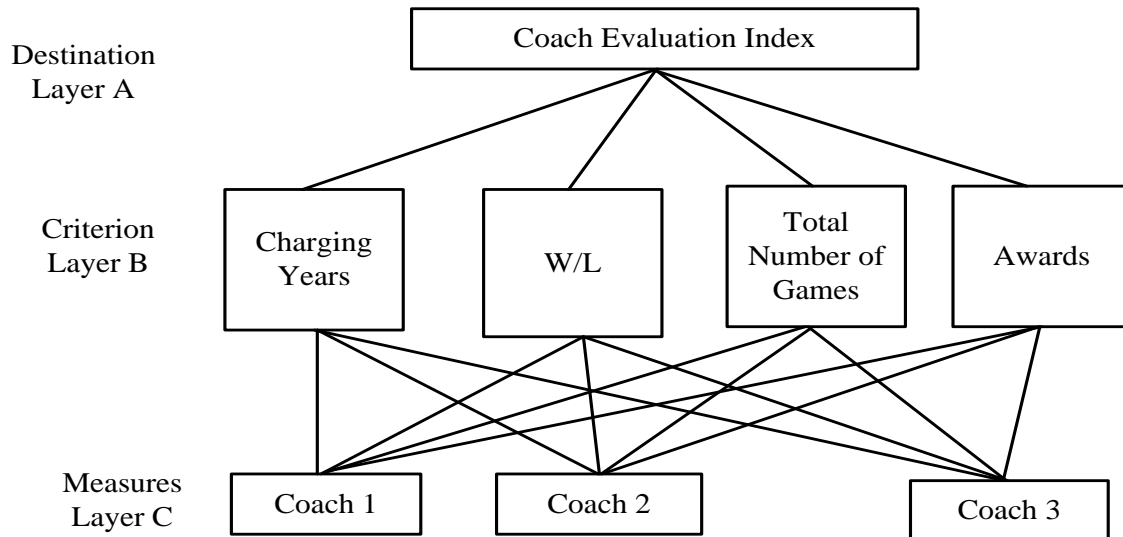 Coach Evaluation Index
Destination
Layer A
Criterion
Layer B
Charging
Years
W/L
Total
Number of
Games
Awards
Measures
Layer C
Coach 1
Coach 2
Coach 3